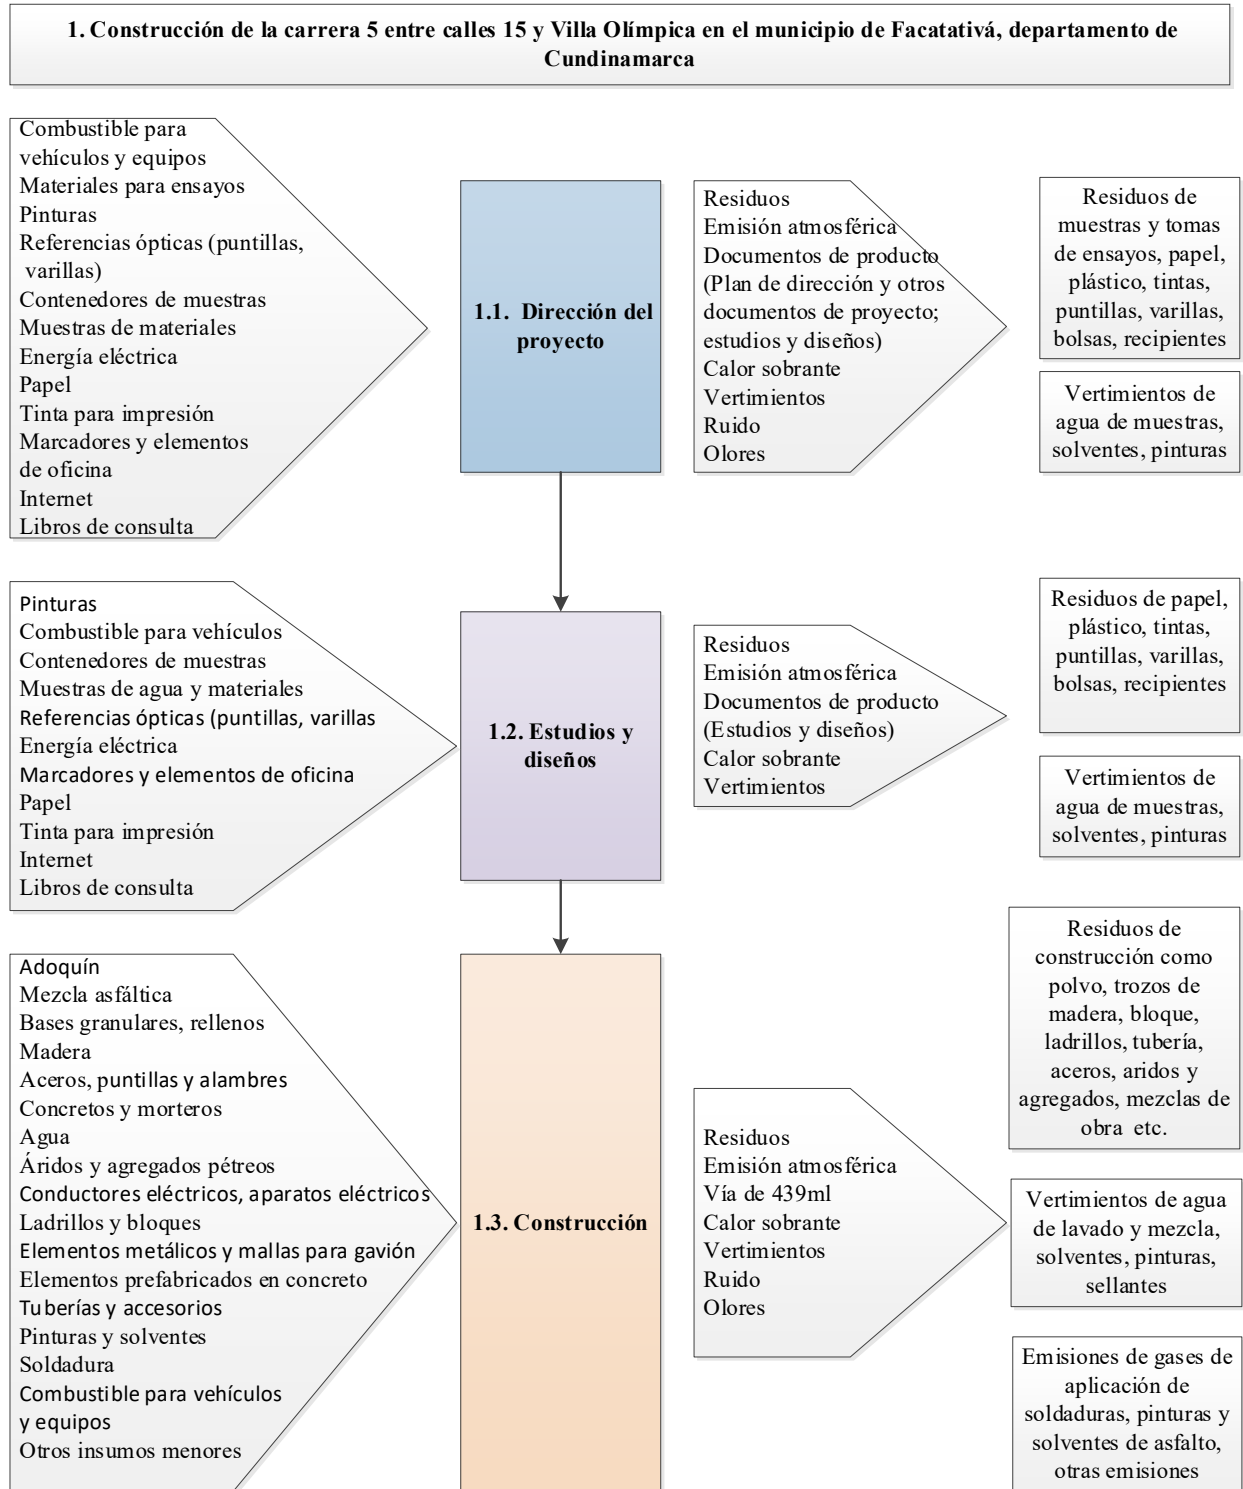 1. Construcción de la carrera 5 entre calles 15 y Villa Olímpica en el municipio de Facatativá, departamento de
Cundinamarca
Combustible para
vehículos y equipos
Materiales para ensayos
Pinturas
Referencias ópticas (puntillas,
varillas)
Contenedores de muestras
Muestras de materiales
Energía eléctrica
Papel
Tinta para impresión
Marcadores y elementos
de oficina
Internet
Libros de consulta
1.1. Dirección del
proyecto
Residuos
Emisión atmosférica
Documentos de producto
(Plan de dirección y otros
documentos de proyecto;
estudios y diseños)
Calor sobrante
Vertimientos
Ruido
Olores
Residuos de
muestras y tomas
de ensayos, papel,
plástico, tintas,
puntillas, varillas,
bolsas, recipientes
Vertimientos de
agua de muestras,
solventes, pinturas
Pinturas
Combustible para vehículos
Contenedores de muestras
Muestras de agua y materiales
Referencias ópticas (puntillas, varillas
Energía eléctrica
Marcadores y elementos de oficina
Papel
Tinta para impresión
Internet
Libros de consulta
1.2. Estudios y
diseños
Residuos
Emisión atmosférica
Documentos de producto
(Estudios y diseños)
Calor sobrante
Vertimientos
Residuos de papel,
plástico, tintas,
puntillas, varillas,
bolsas, recipientes
Vertimientos de
agua de muestras,
solventes, pinturas
Adoquín
Mezcla asfáltica
Bases granulares, rellenos
Madera
Aceros, puntillas y alambres
Concretos y morteros
Agua
Áridos y agregados pétreos
Conductores eléctricos, aparatos eléctricos
Ladrillos y bloques
Elementos metálicos y mallas para gavión
Elementos prefabricados en concreto
Tuberías y accesorios
Pinturas y solventes
Soldadura
Combustible para vehículos
y equipos
Otros insumos menores
1.3. Construcción
Residuos
Emisión atmosférica
Vía de 439ml
Calor sobrante
Vertimientos
Ruido
Olores
Residuos de
construcción como
polvo, trozos de
madera, bloque,
ladrillos, tubería,
aceros, aridos y
agregados, mezclas de
obra etc.
Vertimientos de agua
de lavado y mezcla,
solventes, pinturas,
sellantes
Emisiones de gases de
aplicación de
soldaduras, pinturas y
solventes de asfalto,
otras emisiones